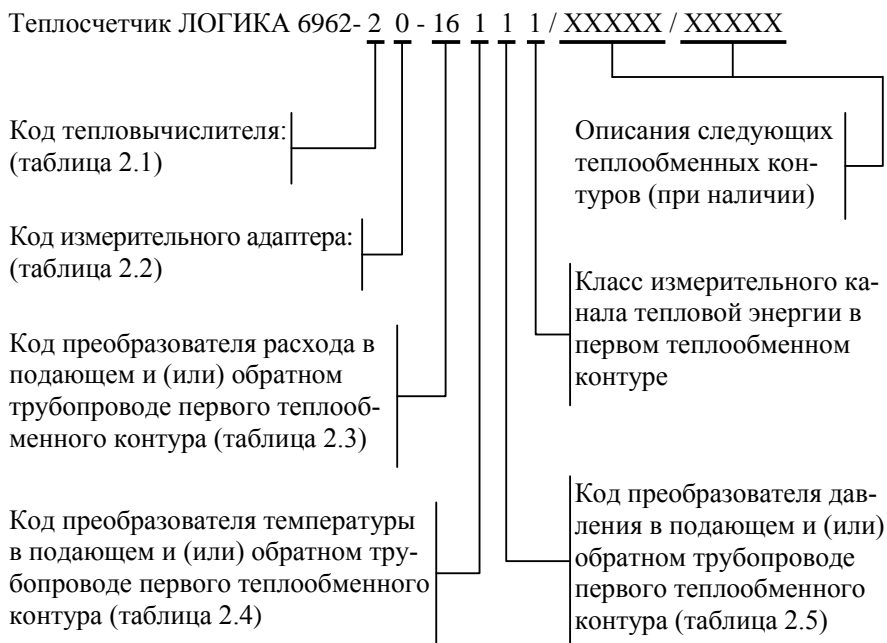 Теплосчетчик ЛОГИКА 6962- 2 0 - 16 1 1 1 / XXXXX / XXXXX
Код тепловычислителя:
(таблица 2.1)
Описания следующих
теплообменных кон-
туров (при наличии)
Код измерительного адаптера:
(таблица 2.2)
Класс измерительного ка-
нала тепловой энергии в
первом теплообменном
контуре
Код преобразователя расхода в
подающем и (или) обратном
трубопроводе первого теплооб-
менного контура (таблица 2.3)
Код преобразователя температуры
в подающем и (или) обратном тру-
бопроводе первого теплообменного
контура (таблица 2.4)
Код преобразователя дав-
ления в подающем и (или)
обратном трубопроводе
первого теплообменного
контура (таблица 2.5)